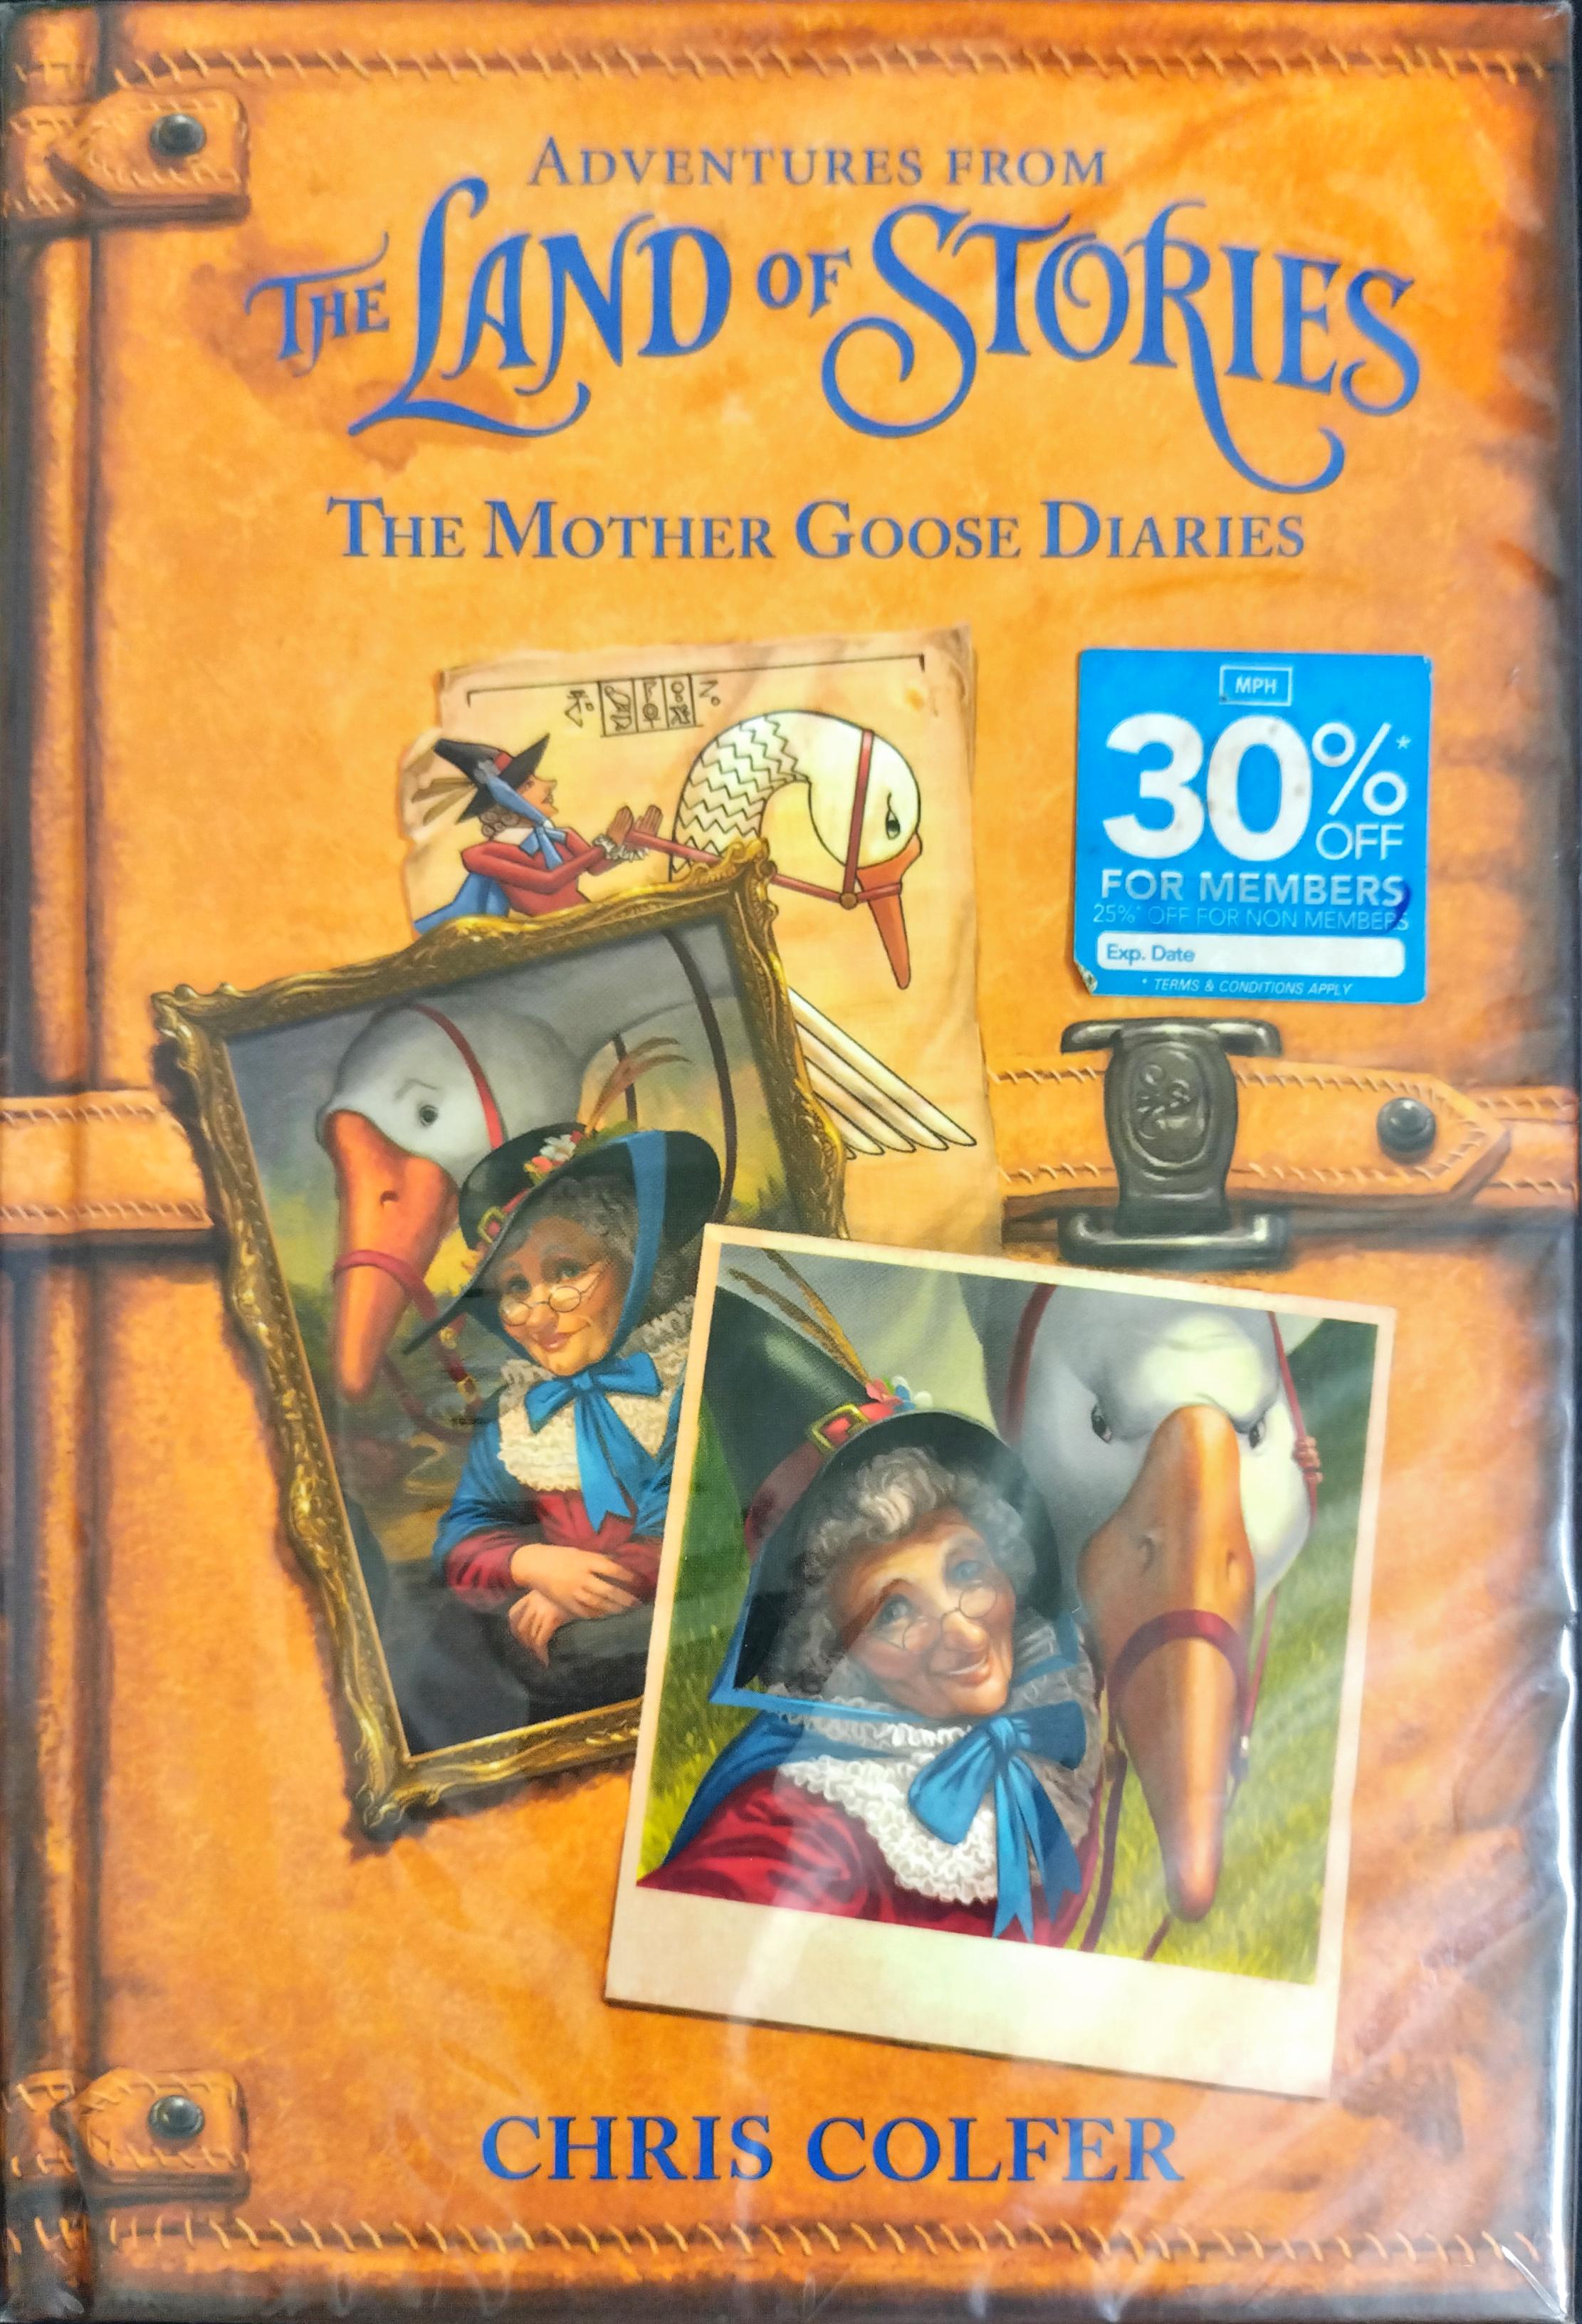 ADVENTURES FROM
THE LAND OF STORIES
THE MOTHER GOOSE DIARIES
MPH
30%*
OFF
FOR MEMBERS
25%* OFF FOR NON MEMBERS
Exp. Date
* TERMS & CONDITIONS APPLY
CHRIS COLFER